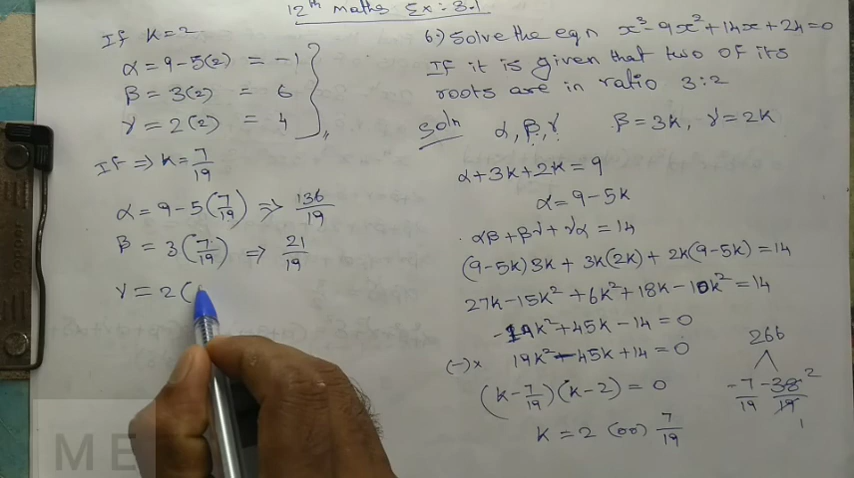 12th maths Ex: 3.1
If k=2
α = 9-5(2) = -1
β = 3(2) = 6
γ = 2(2) = 4
If ⇒ k = 7/19
α = 9-5(7/19) ⇒ 136/19
β = 3(7/19) ⇒ 21/19
γ = 2(
6) Solve the eqn x³-9x²+14x+24=0
If it is given that two of its
roots are in ratio 3:2
Soln α, β, γ β=3k, γ=2k
α+3k+2k = 9
α = 9-5k
αβ+βγ+γα = 14
(9-5k)3k + 3k(2k) + 2k(9-5k) = 14
27k-15k²+6k²+18k-10k² = 14
-19k²+45k-14 = 0
(-)x 19k²-45k+14 = 0
(k-7/19)(k-2) = 0
k = 2 (or) 7/19
266
-7/19 -38/19 2
1
ME